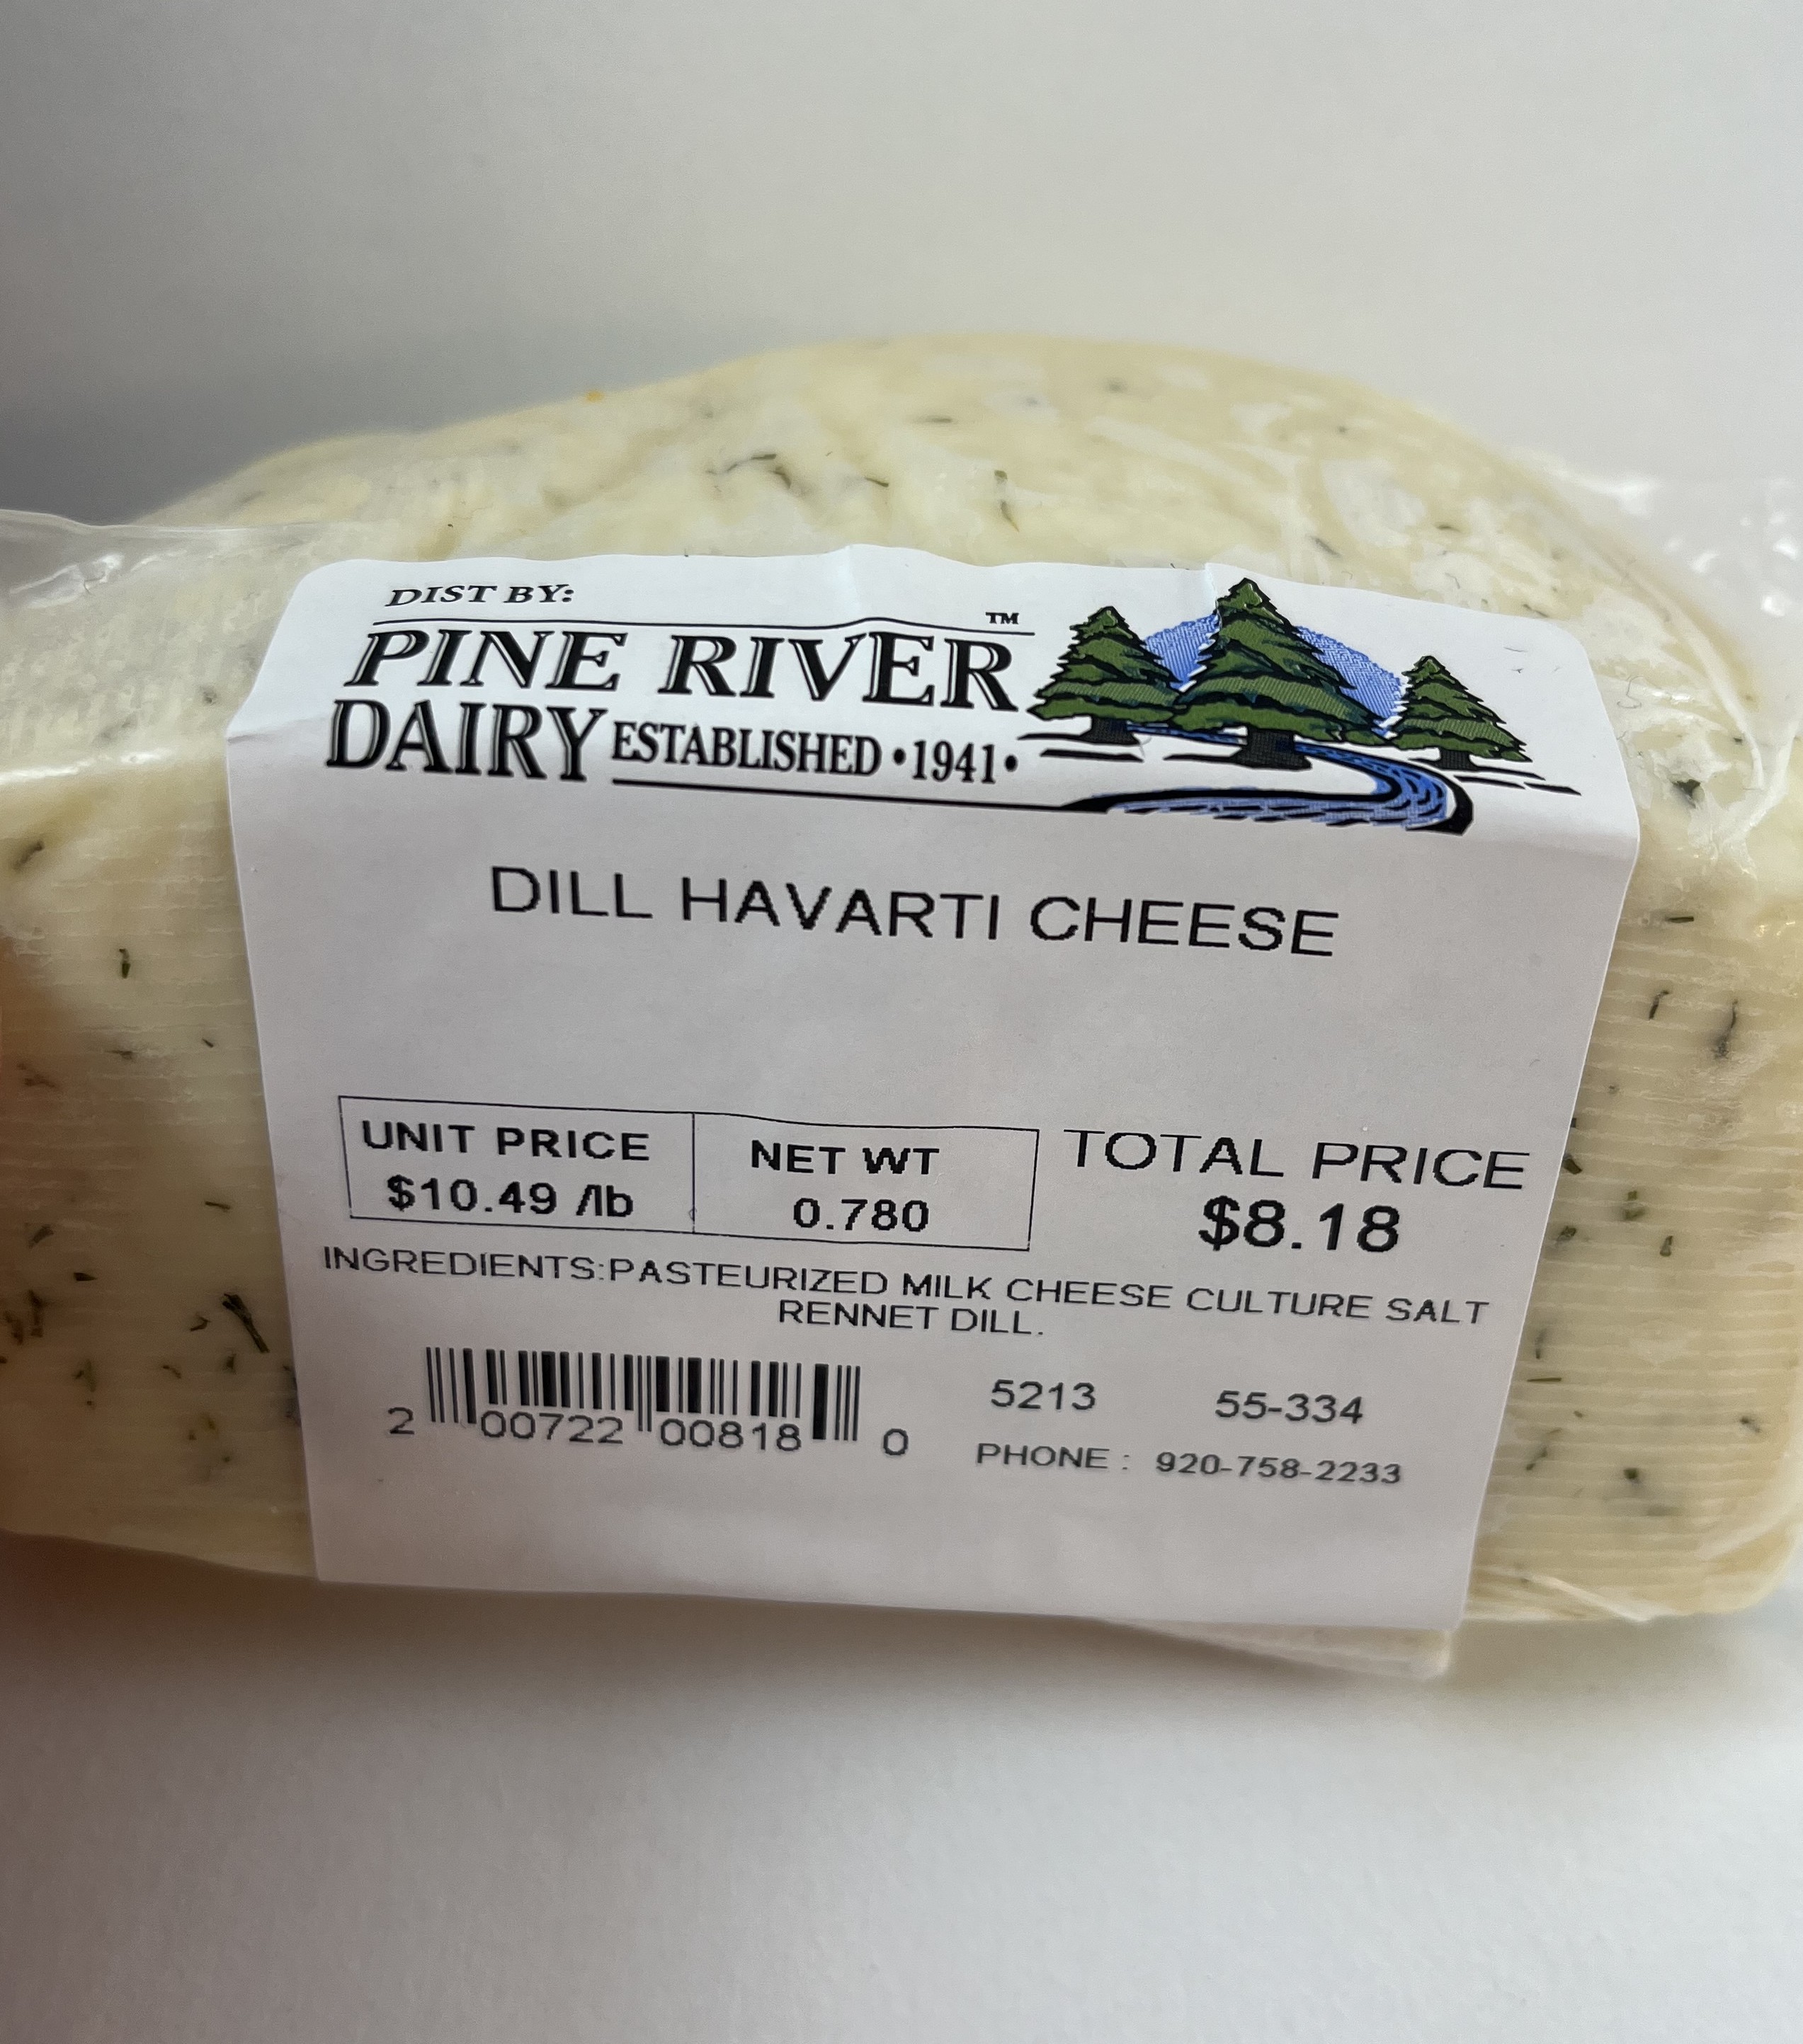 DIST BY:
PINE RIVER™
DAIRY ESTABLISHED •1941•
DILL HAVARTI CHEESE
UNIT PRICE NET WT TOTAL PRICE
$10.49 /lb 0.780 $8.18
INGREDIENTS:PASTEURIZED MILK CHEESE CULTURE SALT
RENNET DILL.
5213 55-334
2 00722 00818 0
PHONE : 920-758-2233